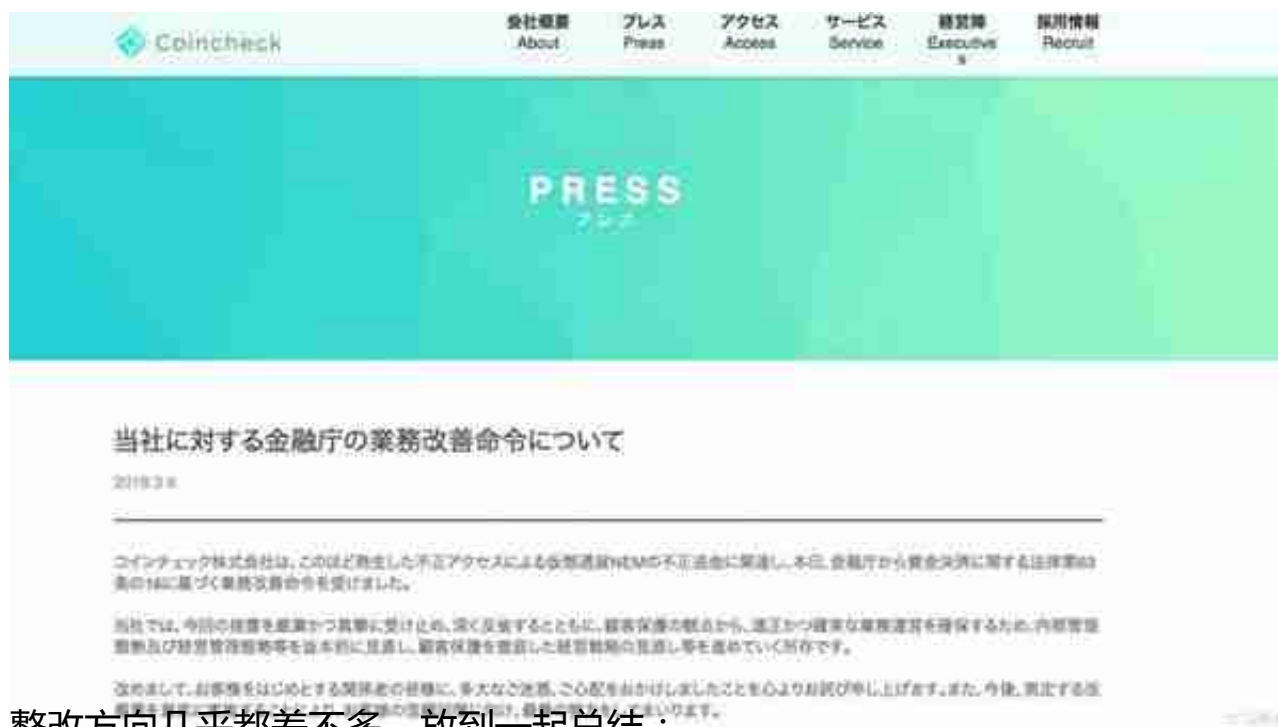 Coincheck
会社概要 プレス アクセス サービス 経営陣 採用情報
About Press Access Service Executive Recruit
s
PRESS
プレス
当社に対する金融庁の業務改善命令について
コインチェック株式会社は、このほど発生した不正アクセスによる仮想通貨NEMの不正送金に関連し、本日、金融庁から資金決済に関する法律第63
条の16に基づく業務改善命令を受けました。
当社では、今回の措置を厳粛かつ真摯に受け止め、深く反省するとともに、顧客保護の観点から、適正かつ確実な業務運営を確保するため、内部管理
態勢及び経営管理態勢等を抜本的に見直し、顧客保護を徹底した経営戦略の見直し等を進めていく所存です。
改めまして、お客様をはじめとする関係者の皆様に、多大なご迷惑、ご心配をおかけしましたことを心よりお詫び申し上げます。また、今後、策定する改
整改方向几乎都差不多，放到一起总结：